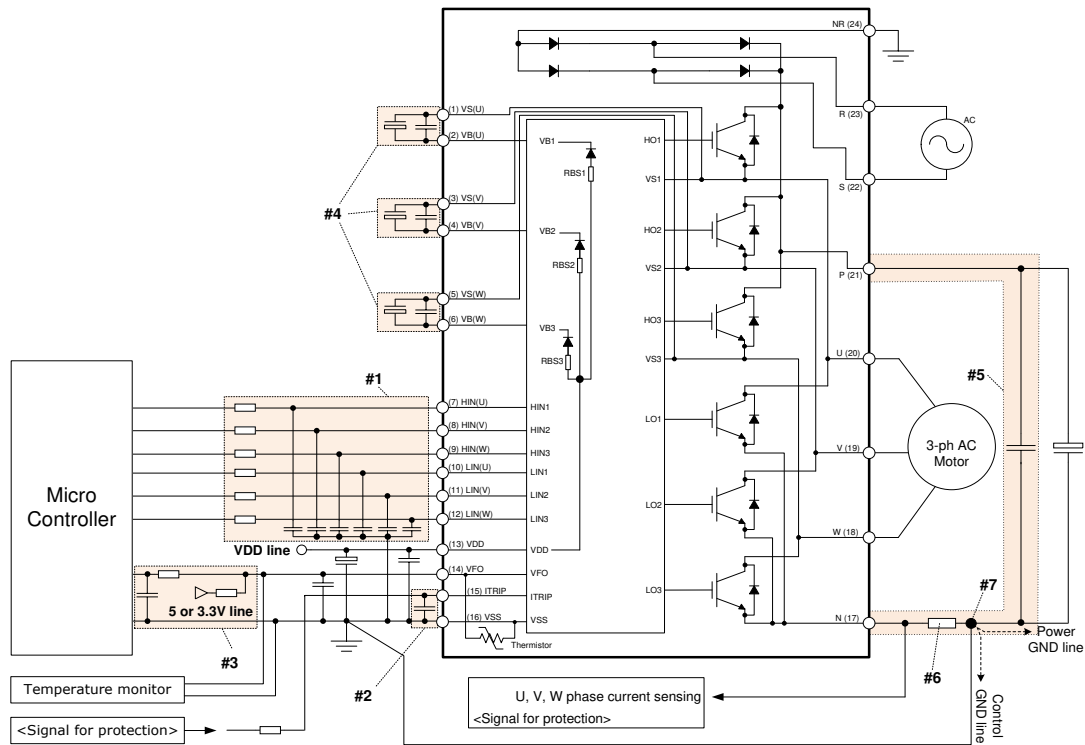 NR (24)
R (23)
AC
S (22)
(1) VS(U)
(2) VB(U)
(3) VS(V)
(4) VB(V)
(5) VS(W)
(6) VB(W)
#4
VB1
RBS1
VB2
RBS2
VB3
RBS3
HO1
VS1
HO2
VS2
HO3
VS3
LO1
LO2
LO3
P (21)
U (20)
V (19)
W (18)
N (17)
3-ph AC
Motor
#5
#1
Micro
Controller
(7) HIN(U)
(8) HIN(V)
(9) HIN(W)
(10) LIN(U)
(11) LIN(V)
(12) LIN(W)
HIN1
HIN2
HIN3
LIN1
LIN2
LIN3
VDD line
(13) VDD
VDD
(14) VFO
VFO
(15) ITRIP
ITRIP
(16) VSS
VSS
Thermistor
5 or 3.3V line
#3
#2
#7
#6
Power
GND line
Control
GND line
Temperature monitor
<Signal for protection>
U, V, W phase current sensing
<Signal for protection>